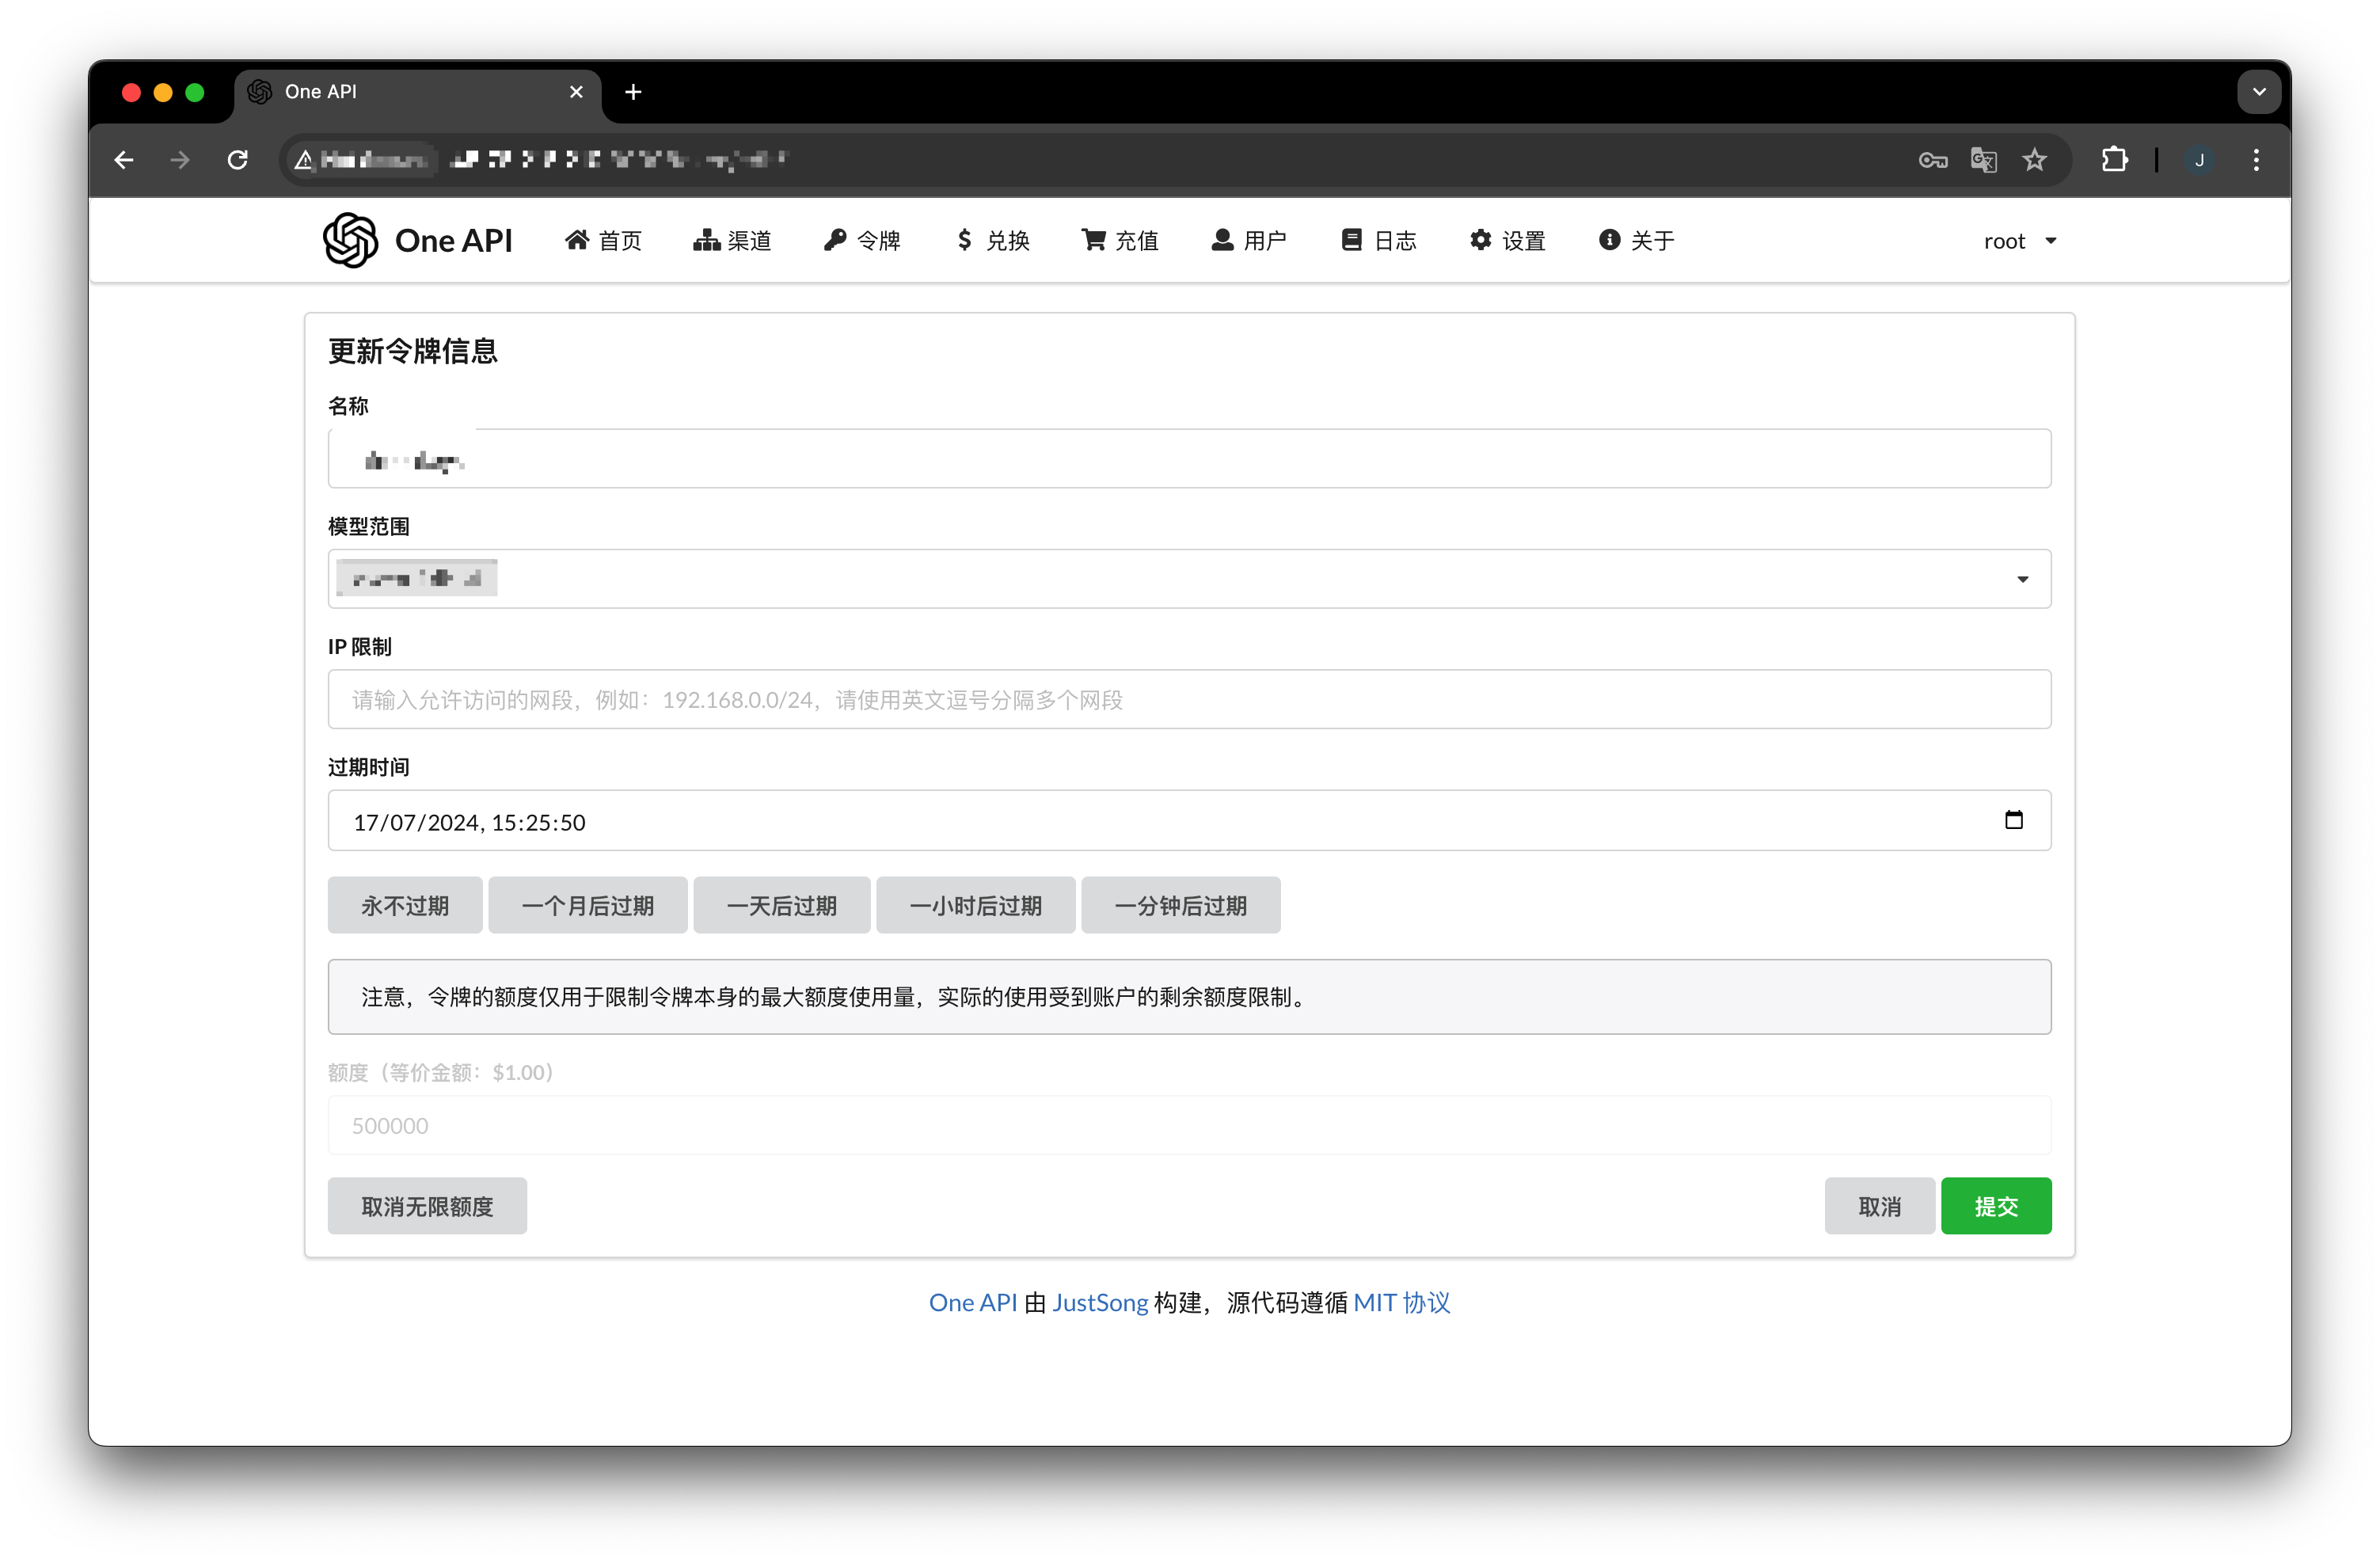 One API
J
One API 首页 渠道 令牌 兑换 充值 用户 日志 设置 关于 root
更新令牌信息
名称
模型范围
IP 限制
请输入允许访问的网段，例如：192.168.0.0/24，请使用英文逗号分隔多个网段
过期时间
17/07/2024, 15:25:50
永不过期 一个月后过期 一天后过期 一小时后过期 一分钟后过期
注意，令牌的额度仅用于限制令牌本身的最大额度使用量，实际的使用受到账户的剩余额度限制。
额度（等价金额：$1.00）
500000
取消无限额度 取消 提交
One API 由 JustSong 构建，源代码遵循 MIT 协议